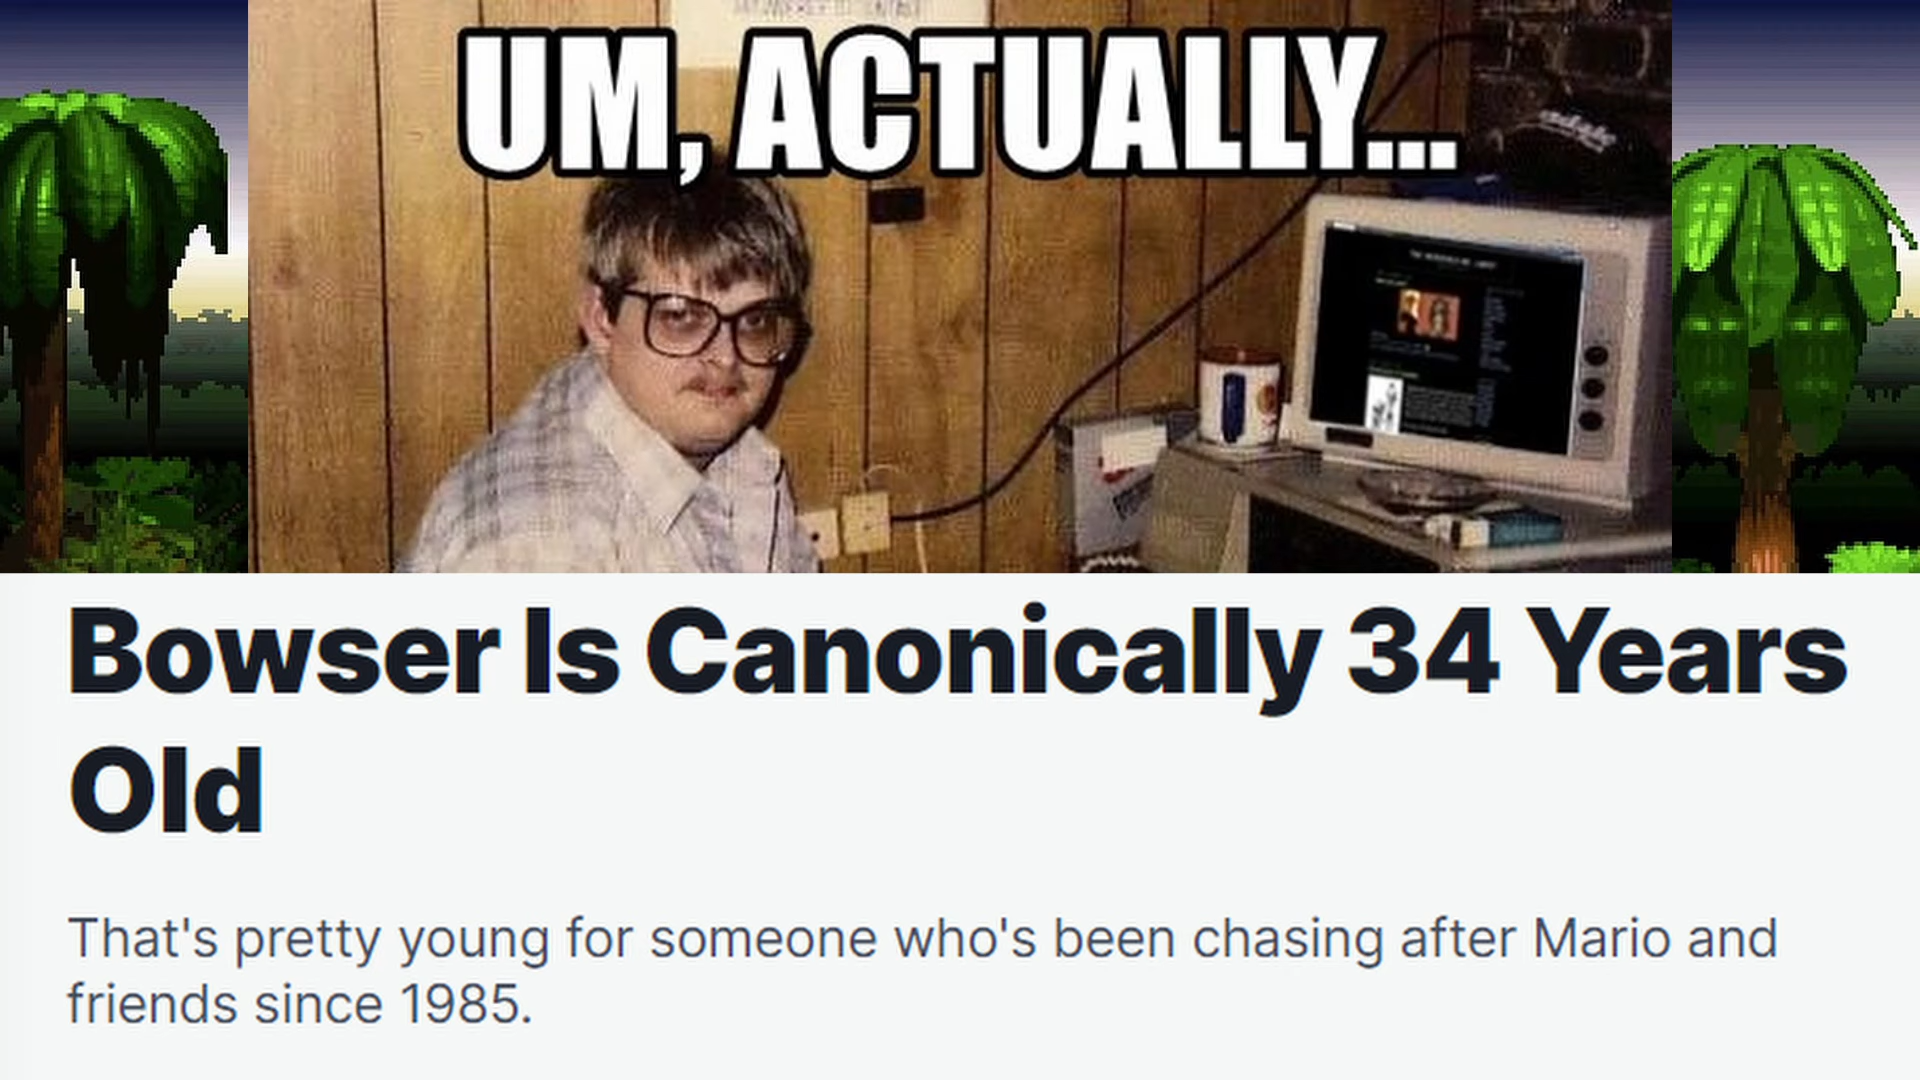 UM, ACTUALLY...
Bowser Is Canonically 34 Years
Old
That's pretty young for someone who's been chasing after Mario and
friends since 1985.